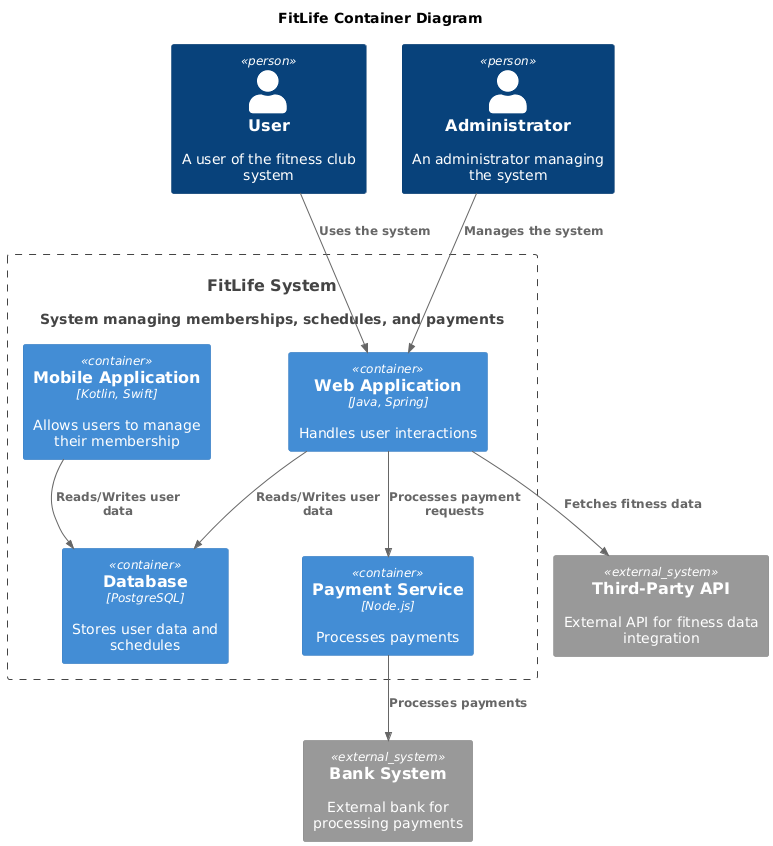 FitLife Container Diagram
«person»
User
A user of the fitness club
system
«person»
Administrator
An administrator managing
the system
Uses the system
Manages the system
FitLife System
System managing memberships, schedules, and payments
«container»
Mobile Application
[Kotlin, Swift]
Allows users to manage
their membership
«container»
Web Application
[Java, Spring]
Handles user interactions
Reads/Writes user
data
Reads/Writes user
data
Processes payment
requests
Fetches fitness data
«container»
Database
[PostgreSQL]
Stores user data and
schedules
«container»
Payment Service
[Node.js]
Processes payments
«external_system»
Third-Party API
External API for fitness data
integration
Processes payments
«external_system»
Bank System
External bank for
processing payments